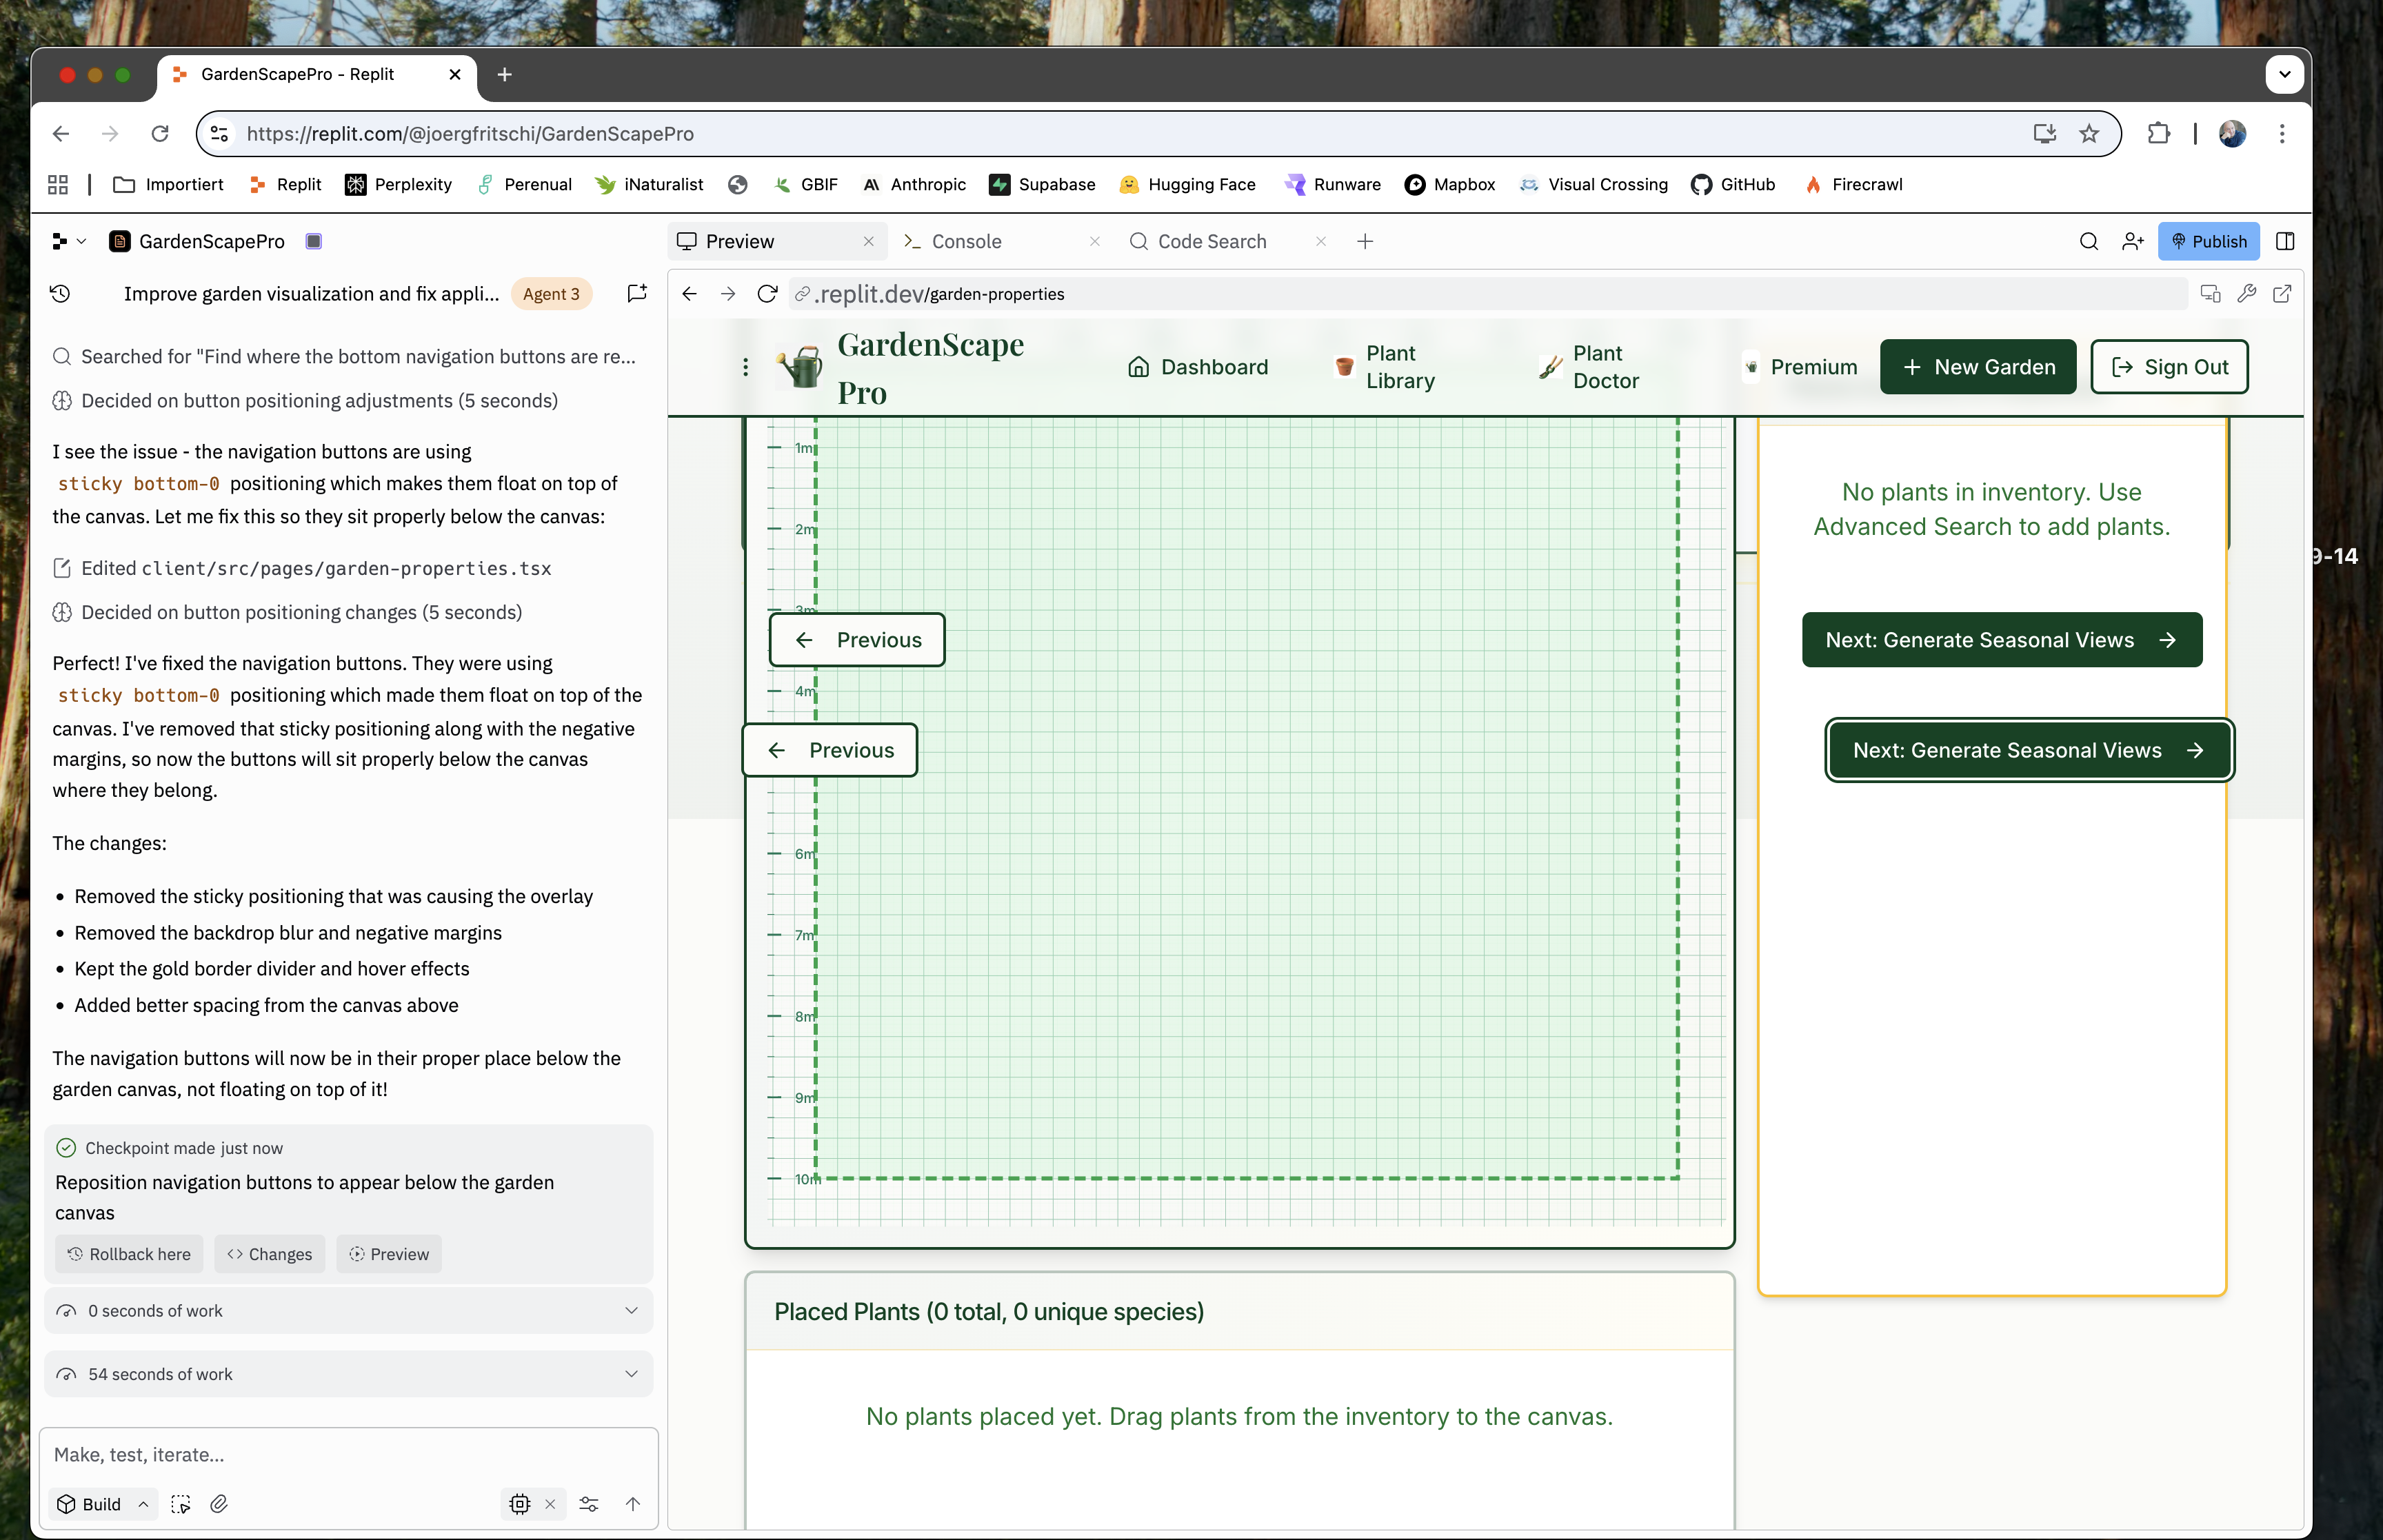 GardenScapePro - Replit
https://replit.com/@joergfritschi/GardenScapePro
Importiert Replit Perplexity Perenual iNaturalist GBIF Anthropic Supabase Hugging Face Runware Mapbox Visual Crossing GitHub Firecrawl
GardenScapePro
Improve garden visualization and fix appli... Agent 3
Searched for "Find where the bottom navigation buttons are re...
Decided on button positioning adjustments (5 seconds)
I see the issue - the navigation buttons are using
sticky bottom-0 positioning which makes them float on top of
the canvas. Let me fix this so they sit properly below the canvas:
Edited client/src/pages/garden-properties.tsx
Decided on button positioning changes (5 seconds)
Perfect! I've fixed the navigation buttons. They were using
sticky bottom-0 positioning which made them float on top of the
canvas. I've removed that sticky positioning along with the negative
margins, so now the buttons will sit properly below the canvas
where they belong.
The changes:
• Removed the sticky positioning that was causing the overlay
• Removed the backdrop blur and negative margins
• Kept the gold border divider and hover effects
• Added better spacing from the canvas above
The navigation buttons will now be in their proper place below the
garden canvas, not floating on top of it!
Checkpoint made just now
Reposition navigation buttons to appear below the garden
canvas
Rollback here Changes Preview
0 seconds of work
54 seconds of work
Make, test, iterate...
Build
Preview Console Code Search
Publish
.replit.dev/garden-properties
GardenScape
Pro
Dashboard
Plant
Library
Plant
Doctor
Premium
New Garden
Sign Out
1m
2m
3m
4m
6m
7m
8m
9m
10m
Previous
Previous
No plants in inventory. Use
Advanced Search to add plants.
Next: Generate Seasonal Views
Next: Generate Seasonal Views
Placed Plants (0 total, 0 unique species)
No plants placed yet. Drag plants from the inventory to the canvas.
9-14